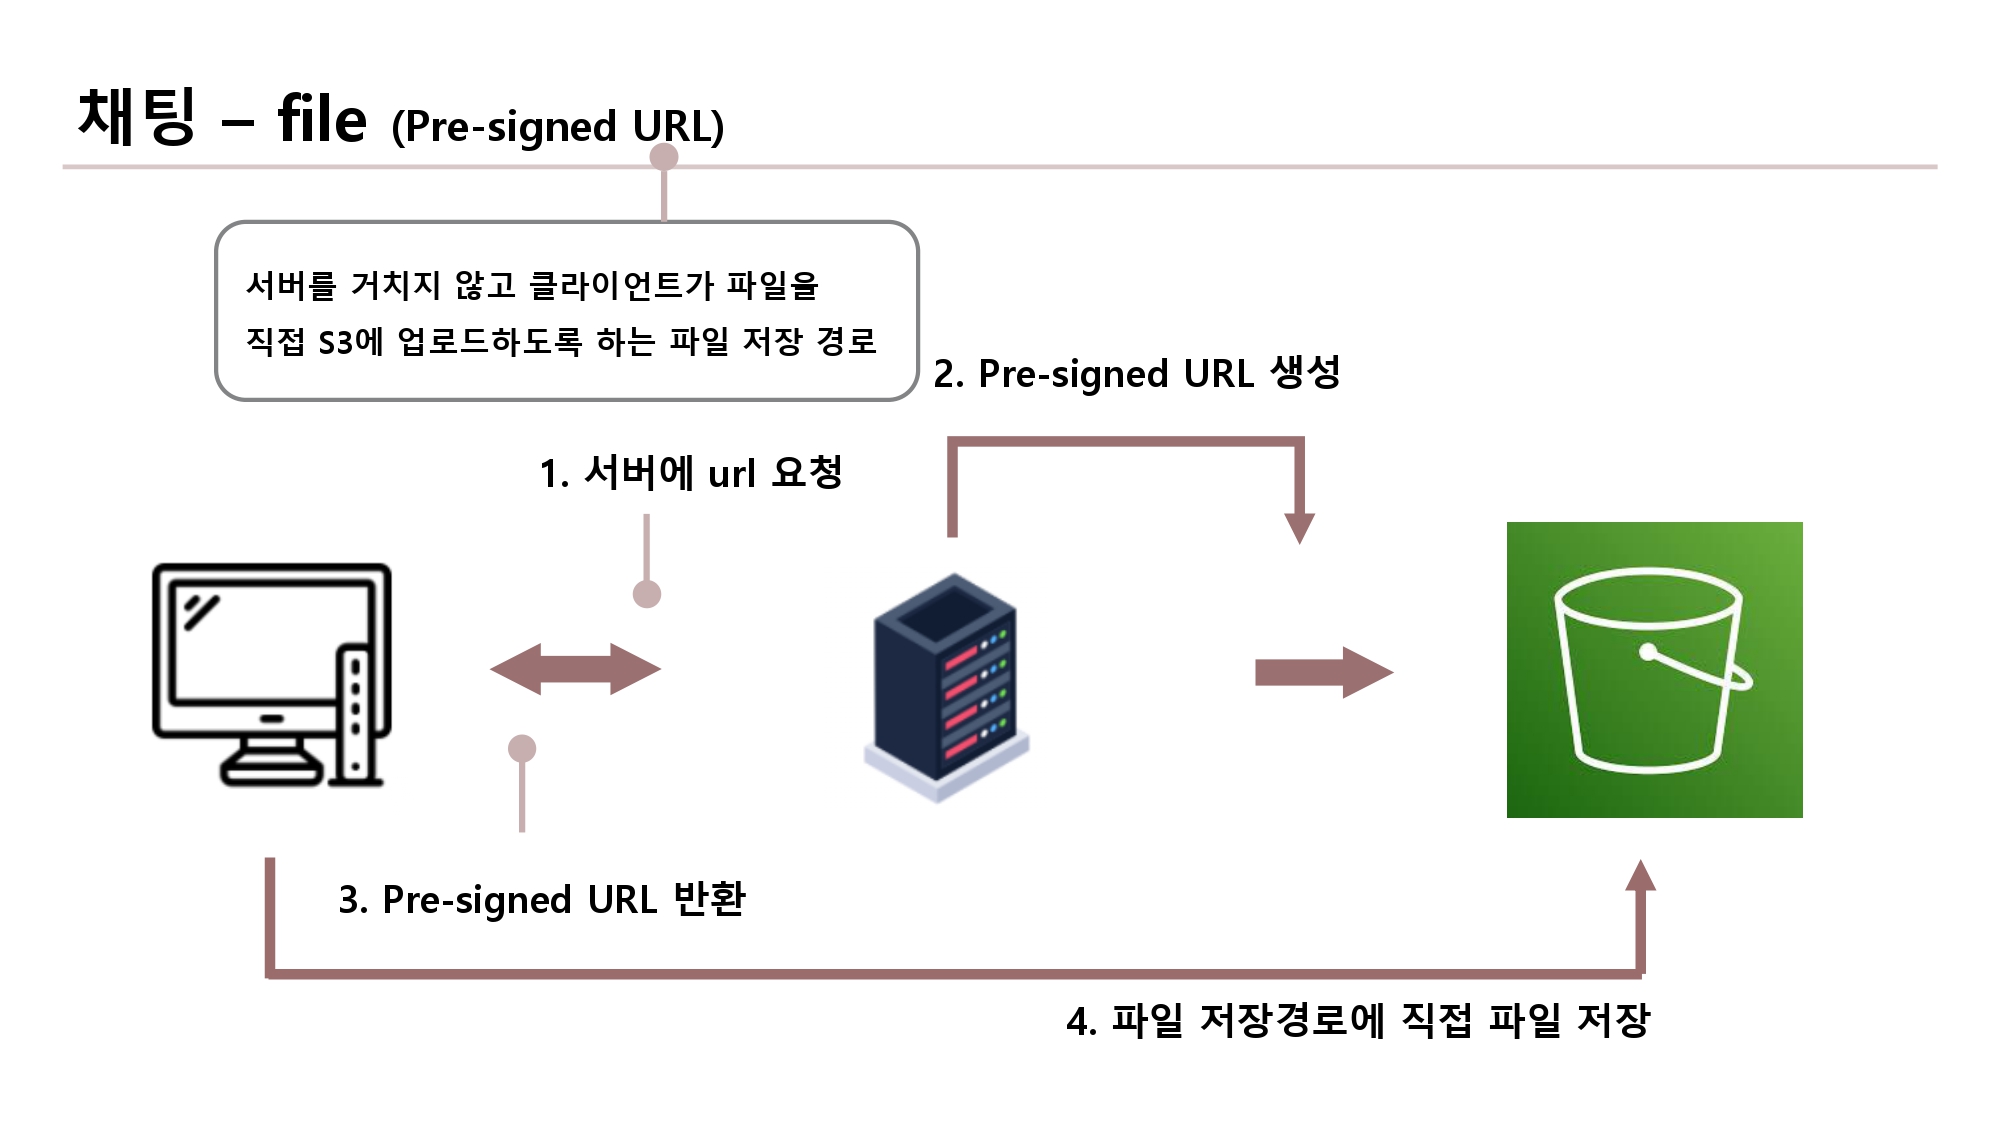 채팅 – file (Pre-signed URL)
서버를 거치지 않고 클라이언트가 파일을
직접 S3에 업로드하도록 하는 파일 저장 경로
2. Pre-signed URL 생성
1. 서버에 url 요청
3. Pre-signed URL 반환
4. 파일 저장경로에 직접 파일 저장